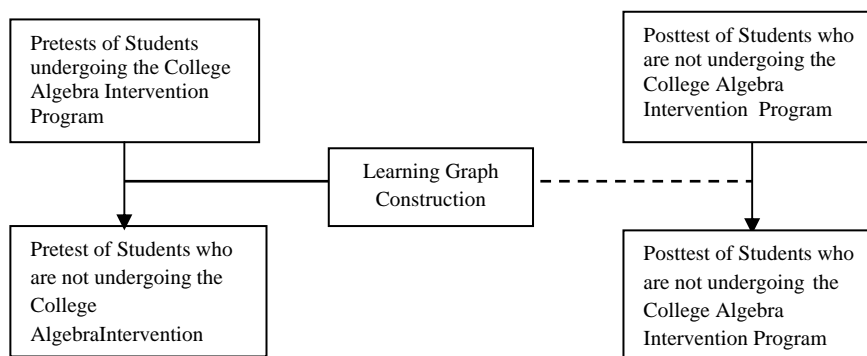 Pretests of Students
undergoing the College
Algebra Intervention
Program
Posttest of Students who
are not undergoing the
College Algebra
Intervention Program
Learning Graph
Construction
Pretest of Students who
are not undergoing the
College
AlgebraIntervention
Posttest of Students who
are not undergoing the
College Algebra
Intervention Program